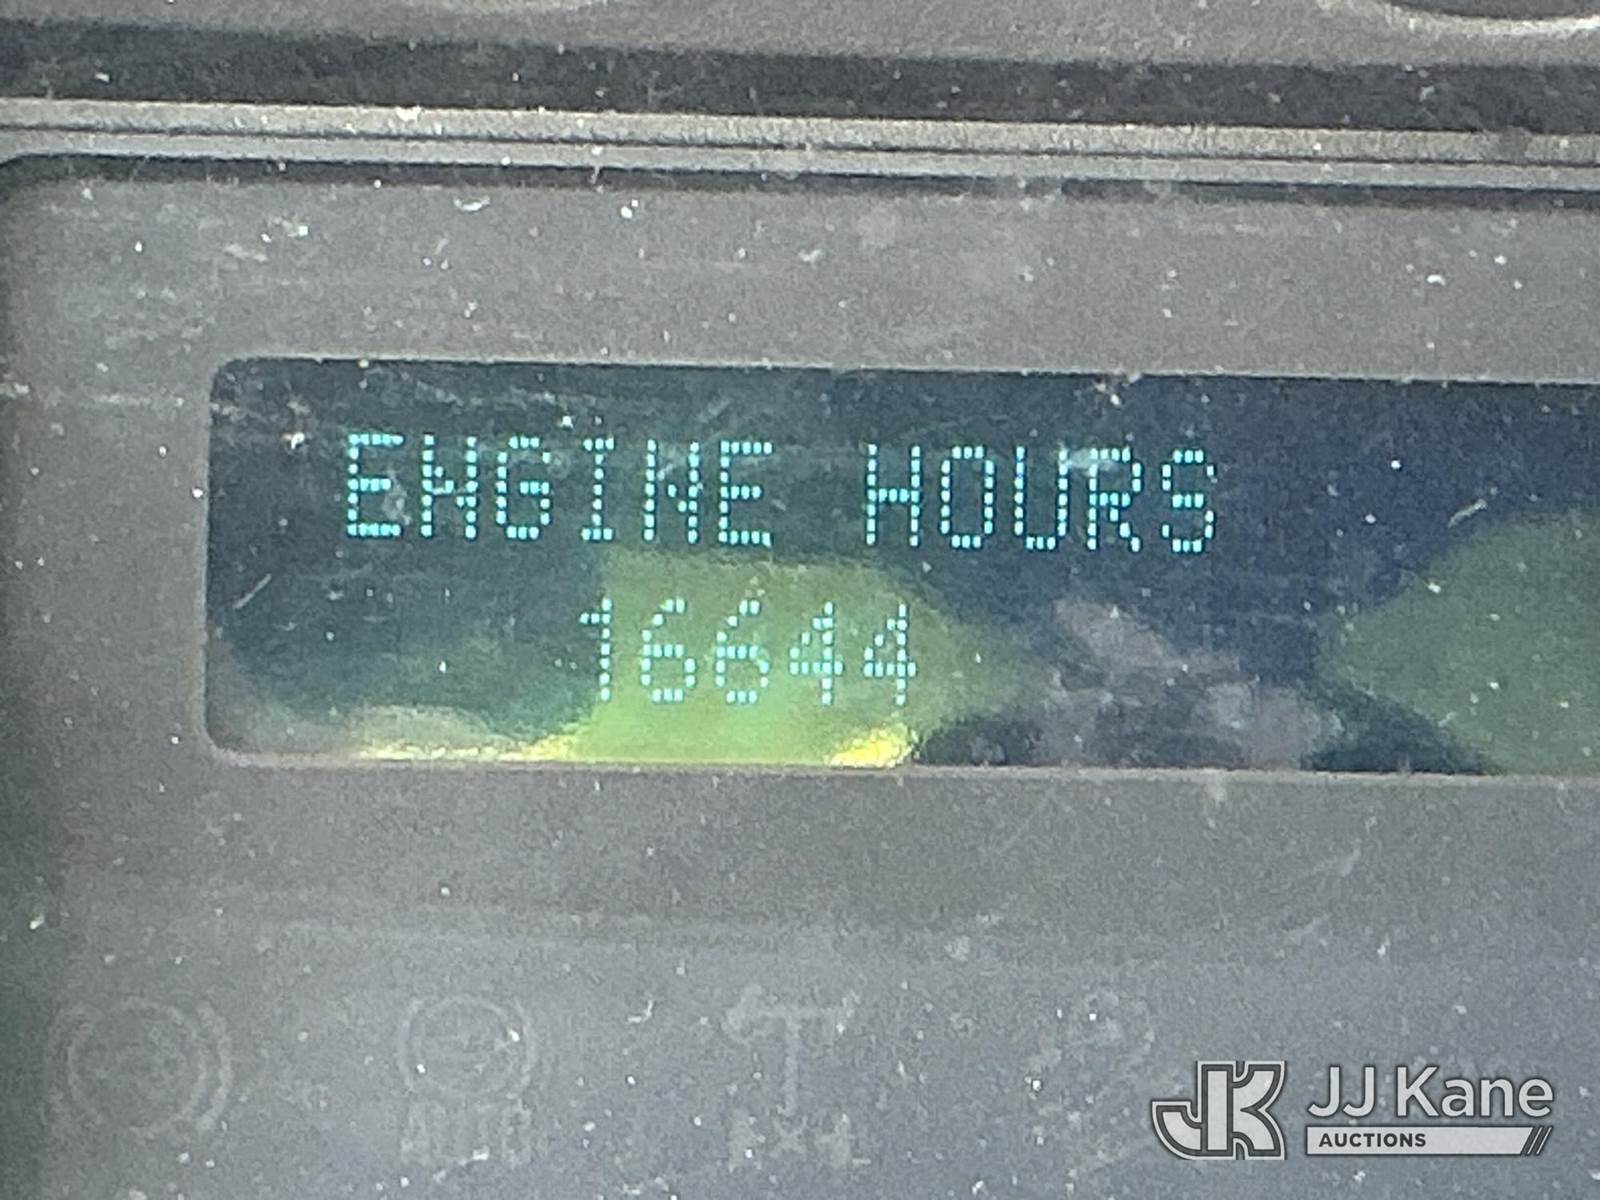 ENGINE HOURS
16644
JJ Kane
AUCTIONS